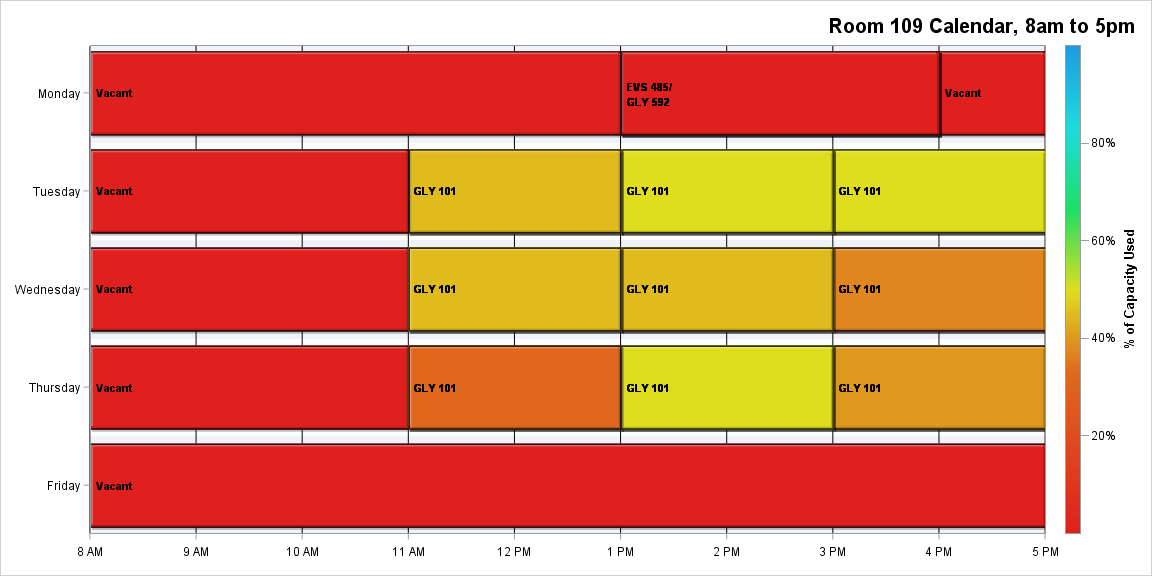 Room 109 Calendar, 8am to 5pm
Monday
Vacant
EVS 485/
GLY 592
Vacant
Tuesday
Vacant
GLY 101
GLY 101
GLY 101
Wednesday
Vacant
GLY 101
GLY 101
GLY 101
Thursday
Vacant
GLY 101
GLY 101
GLY 101
Friday
Vacant
8 AM
9 AM
10 AM
11 AM
12 PM
1 PM
2 PM
3 PM
4 PM
5 PM
80%
60%
40%
20%
% of Capacity Used